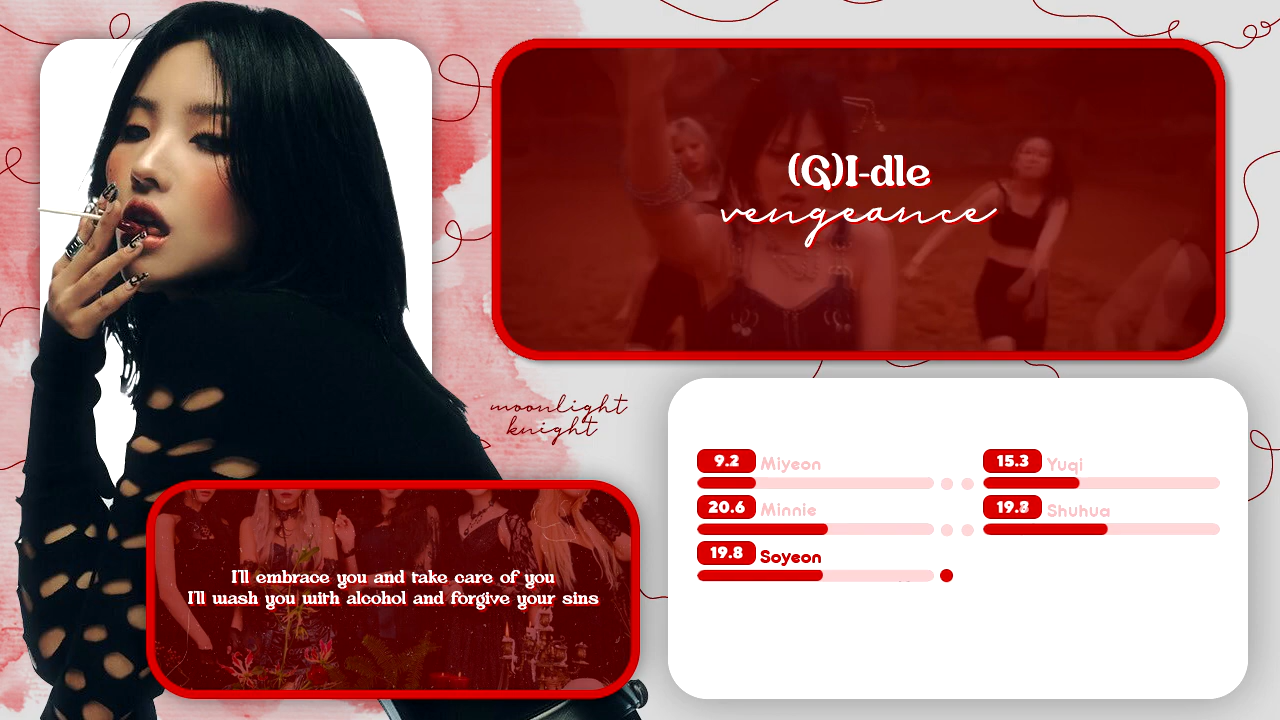 (G)I-dle
vengeance
moonlight
knight
9.2 Miyeon
15.3 Yuqi
20.6 Minnie
19.8 Shuhua
19.8 Soyeon
I'll embrace you and take care of you
I'll wash you with alcohol and forgive your sins